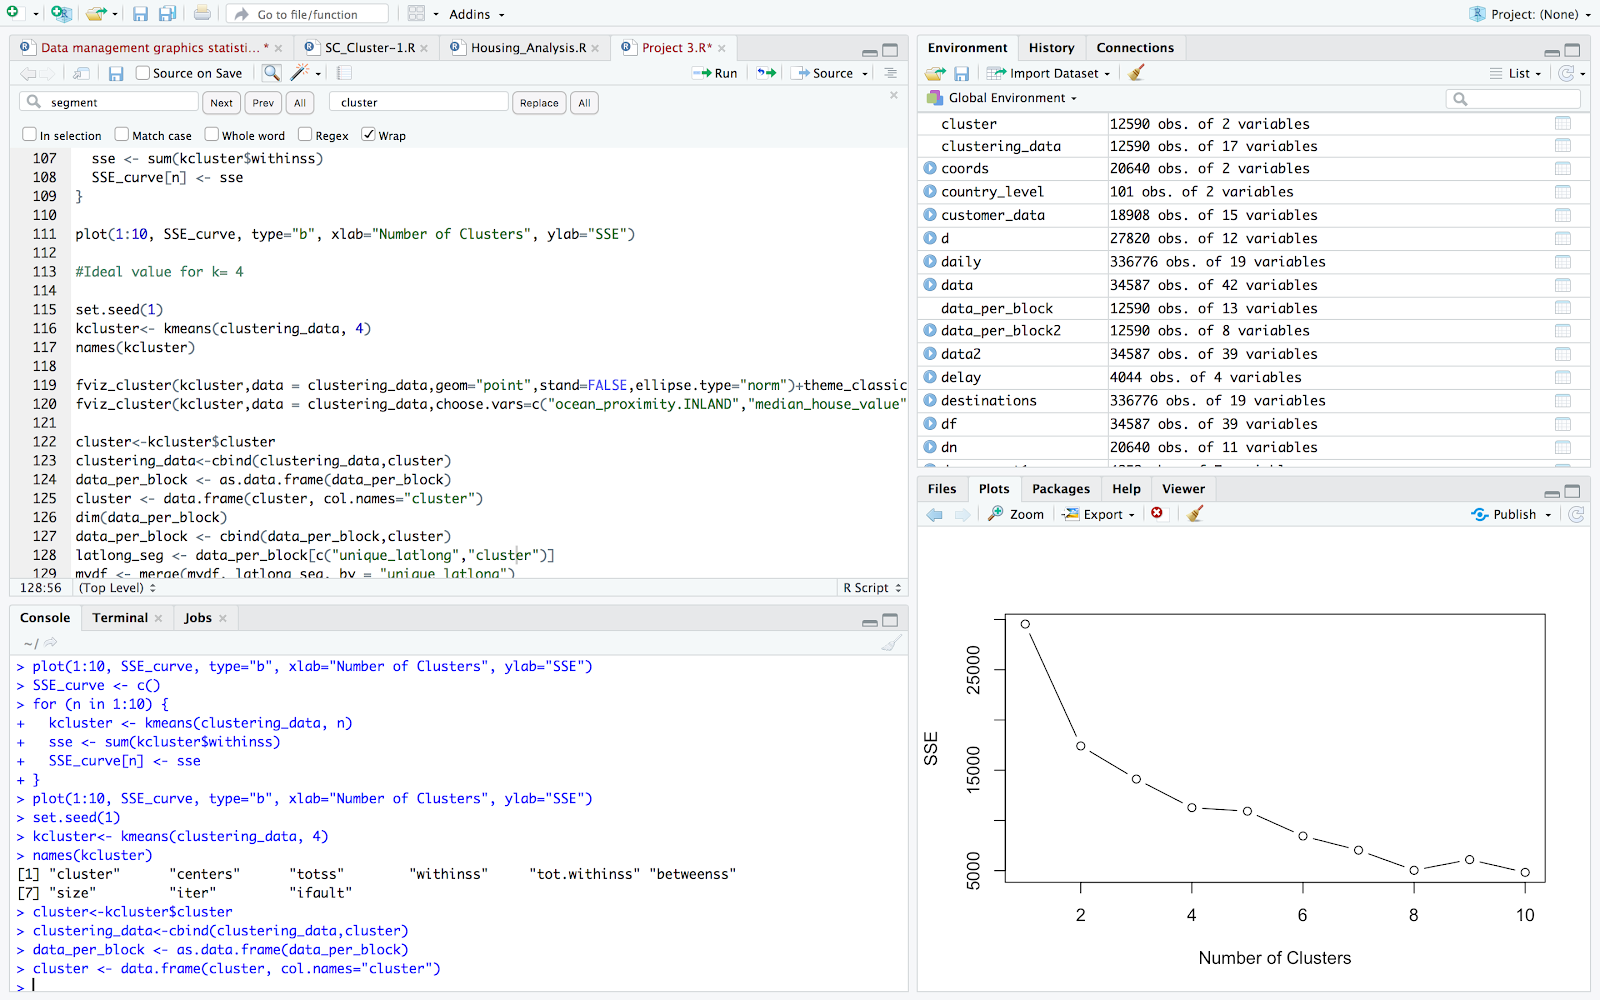 Go to file/function
Addins
Project: (None)
Data management graphics statisti... *
SC_Cluster-1.R
Housing_Analysis.R
Project 3.R*
Source on Save
Run
Source
segment
Next
Prev
All
cluster
Replace
All
In selection
Match case
Whole word
Regex
Wrap
107 sse <- sum(kcluster$withinss)
108 SSE_curve[n] <- sse
109 }
110
111 plot(1:10, SSE_curve, type="b", xlab="Number of Clusters", ylab="SSE")
112
113 #Ideal value for k= 4
114
115 set.seed(1)
116 kcluster<- kmeans(clustering_data, 4)
117 names(kcluster)
118
119 fviz_cluster(kcluster,data = clustering_data,geom="point",stand=FALSE,ellipse.type="norm")+theme_classic
120 fviz_cluster(kcluster,data = clustering_data,choose.vars=c("ocean_proximity.INLAND","median_house_value"
121
122 cluster<-kcluster$cluster
123 clustering_data<-cbind(clustering_data,cluster)
124 data_per_block <- as.data.frame(data_per_block)
125 cluster <- data.frame(cluster, col.names="cluster")
126 dim(data_per_block)
127 data_per_block <- cbind(data_per_block,cluster)
128 latlong_seg <- data_per_block[c("unique_latlong","cluster")]
129 mydf <- merge(mydf, latlong_seg, by = "unique_latlong")
128:56
(Top Level)
R Script
Console
Terminal
Jobs
~/
> plot(1:10, SSE_curve, type="b", xlab="Number of Clusters", ylab="SSE")
> SSE_curve <- c()
> for (n in 1:10) {
+ kcluster <- kmeans(clustering_data, n)
+ sse <- sum(kcluster$withinss)
+ SSE_curve[n] <- sse
+ }
> plot(1:10, SSE_curve, type="b", xlab="Number of Clusters", ylab="SSE")
> set.seed(1)
> kcluster<- kmeans(clustering_data, 4)
> names(kcluster)
[1] "cluster" "centers" "totss" "withinss" "tot.withinss" "betweenss"
[7] "size" "iter" "ifault"
> cluster<-kcluster$cluster
> clustering_data<-cbind(clustering_data,cluster)
> data_per_block <- as.data.frame(data_per_block)
> cluster <- data.frame(cluster, col.names="cluster")
>
Environment
History
Connections
Import Dataset
List
Global Environment
cluster 12590 obs. of 2 variables
clustering_data 12590 obs. of 17 variables
coords 20640 obs. of 2 variables
country_level 101 obs. of 2 variables
customer_data 18908 obs. of 15 variables
d 27820 obs. of 12 variables
daily 336776 obs. of 19 variables
data 34587 obs. of 42 variables
data_per_block 12590 obs. of 13 variables
data_per_block2 12590 obs. of 8 variables
data2 34587 obs. of 39 variables
delay 4044 obs. of 4 variables
destinations 336776 obs. of 19 variables
df 34587 obs. of 39 variables
dn 20640 obs. of 11 variables
Files
Plots
Packages
Help
Viewer
Zoom
Export
Publish
SSE
25000
15000
5000
2 4 6 8 10
Number of Clusters